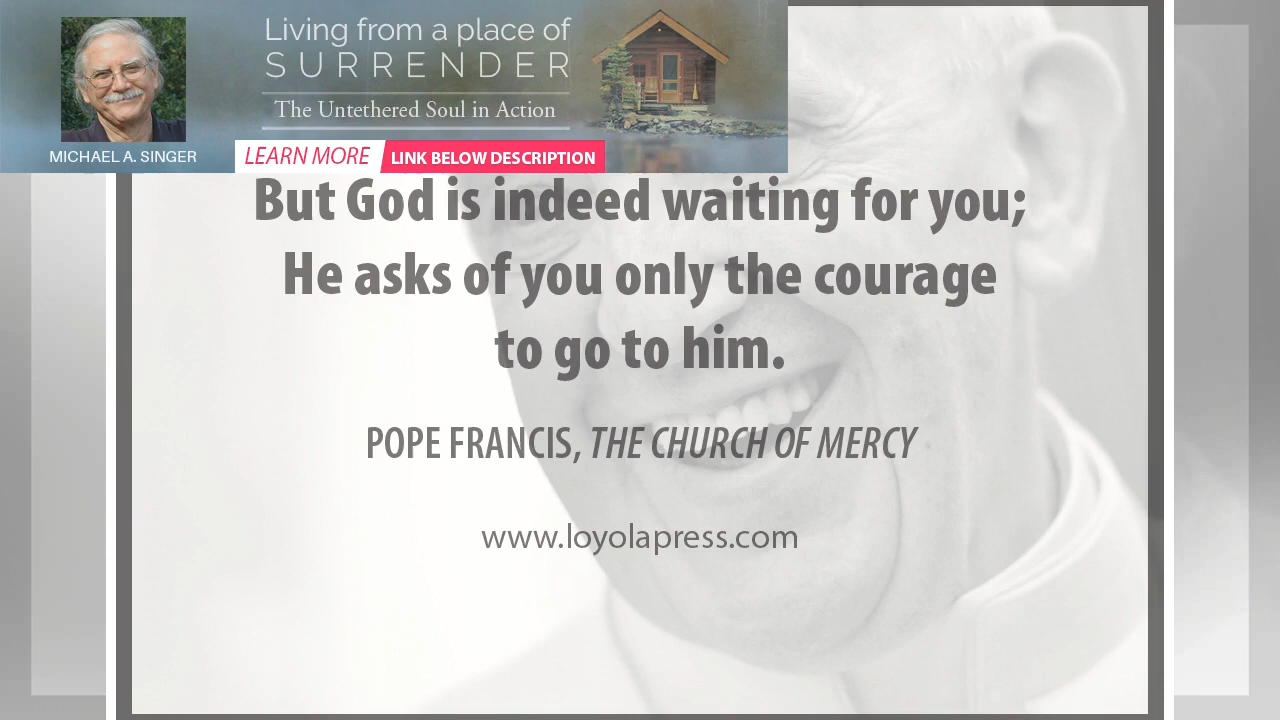 Living from a place of
SURRENDER
The Untethered Soul in Action
MICHAEL A. SINGER
LEARN MORE
LINK BELOW DESCRIPTION
But God is indeed waiting for you;
He asks of you only the courage
to go to him.
POPE FRANCIS, THE CHURCH OF MERCY
www.loyolapress.com